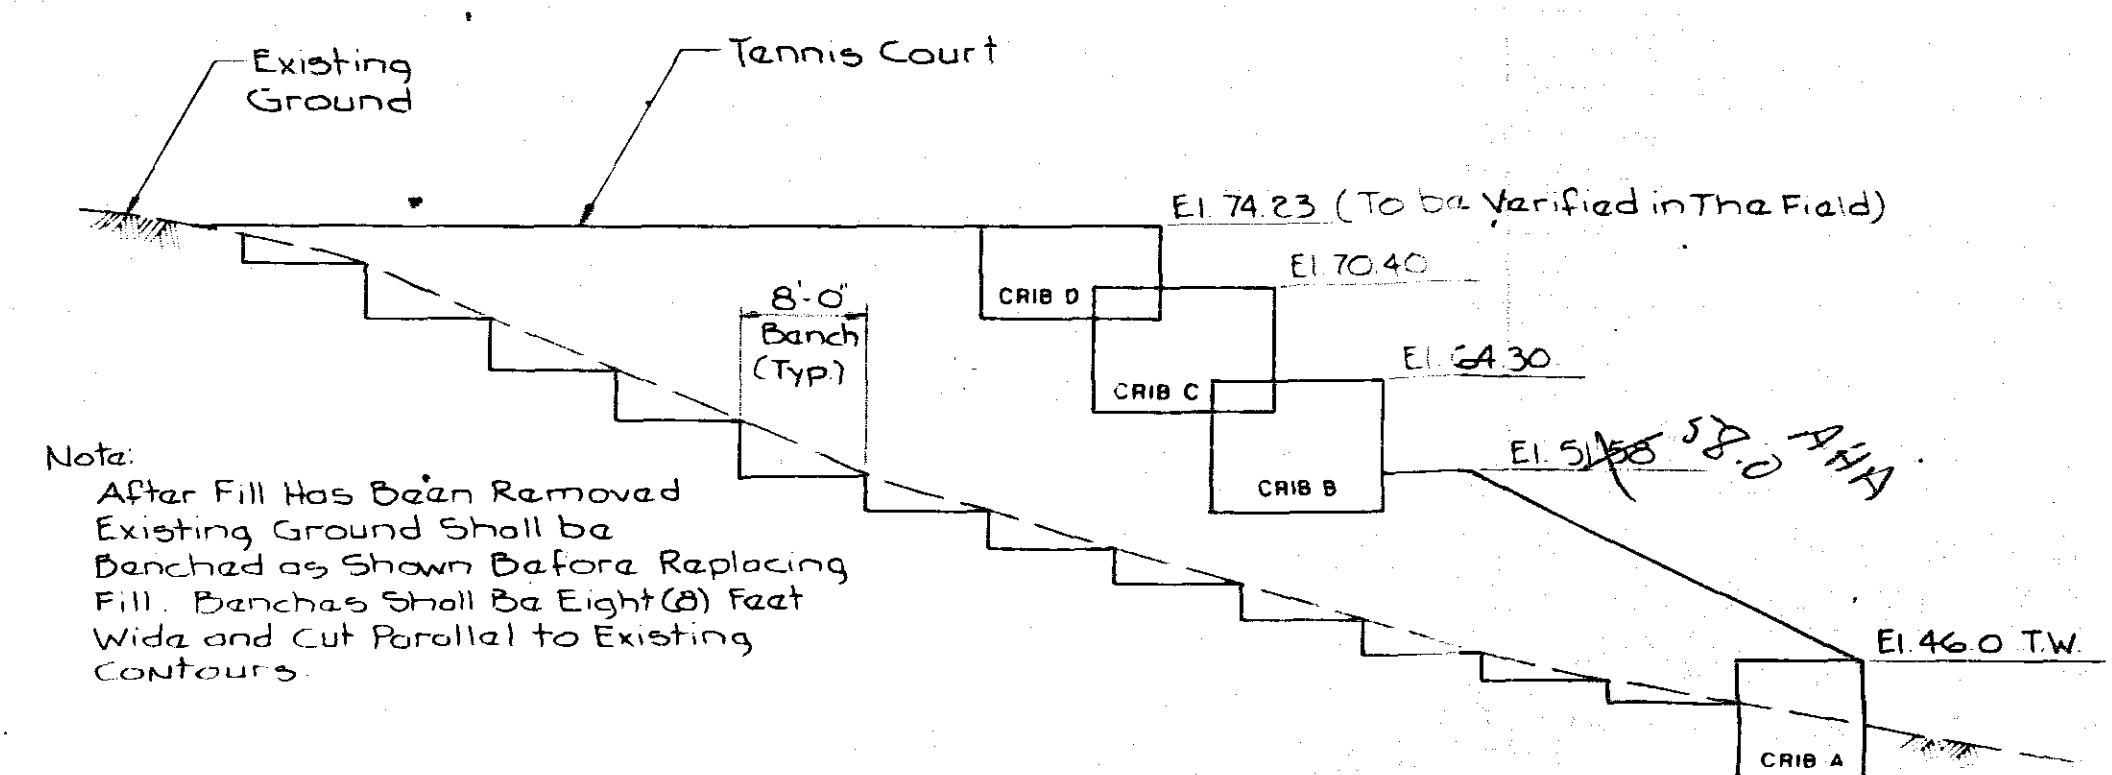 Existing
Ground
Tennis Court
El. 74.23 (To be Verified in The Field)
El. 70.40
CRIB D
8'-0"
Bench
(Typ.)
El. 64.30
CRIB C
El. 51.58 58.0 AHA
CRIB B
Note:
After Fill Has Been Removed
Existing Ground Shall be
Benched as Shown Before Replacing
Fill. Benches Shall Be Eight (8) Feet
Wide and Cut Parallel to Existing
Contours.
El. 46.0 T.W.
CRIB A